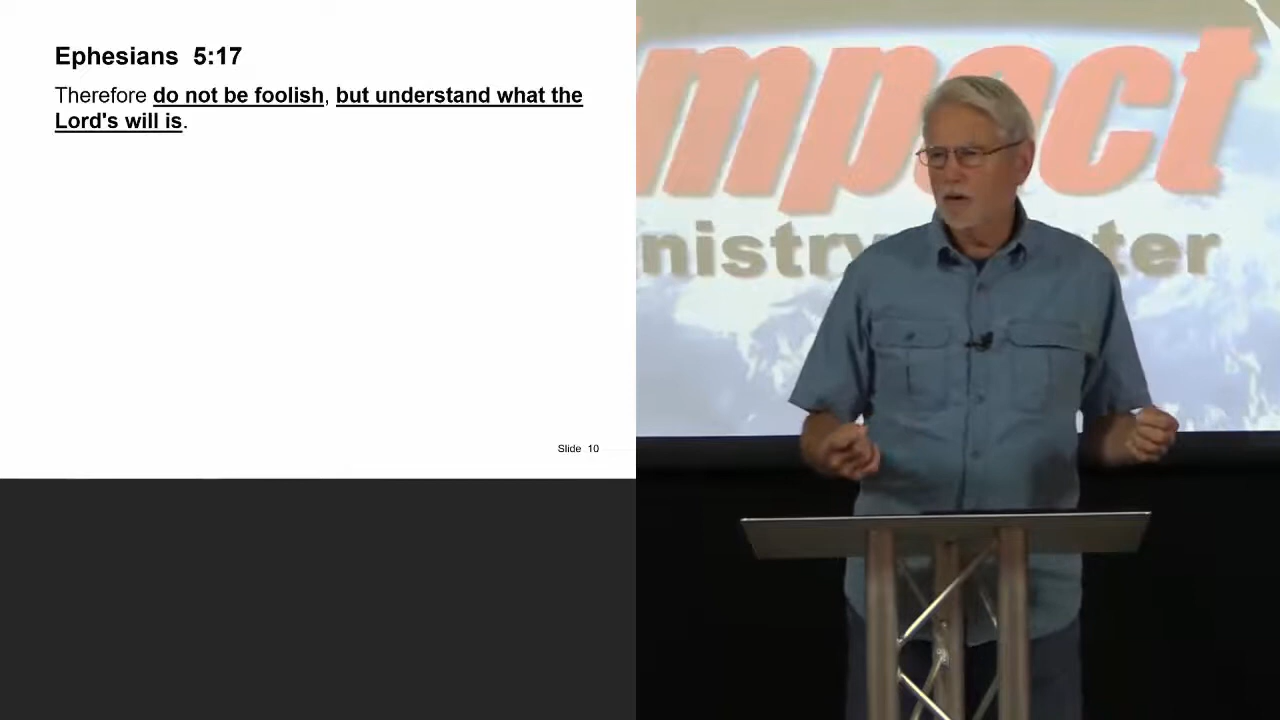 Ephesians 5:17
Therefore do not be foolish, but understand what the
Lord's will is.
Slide 10
impact
nistry ter